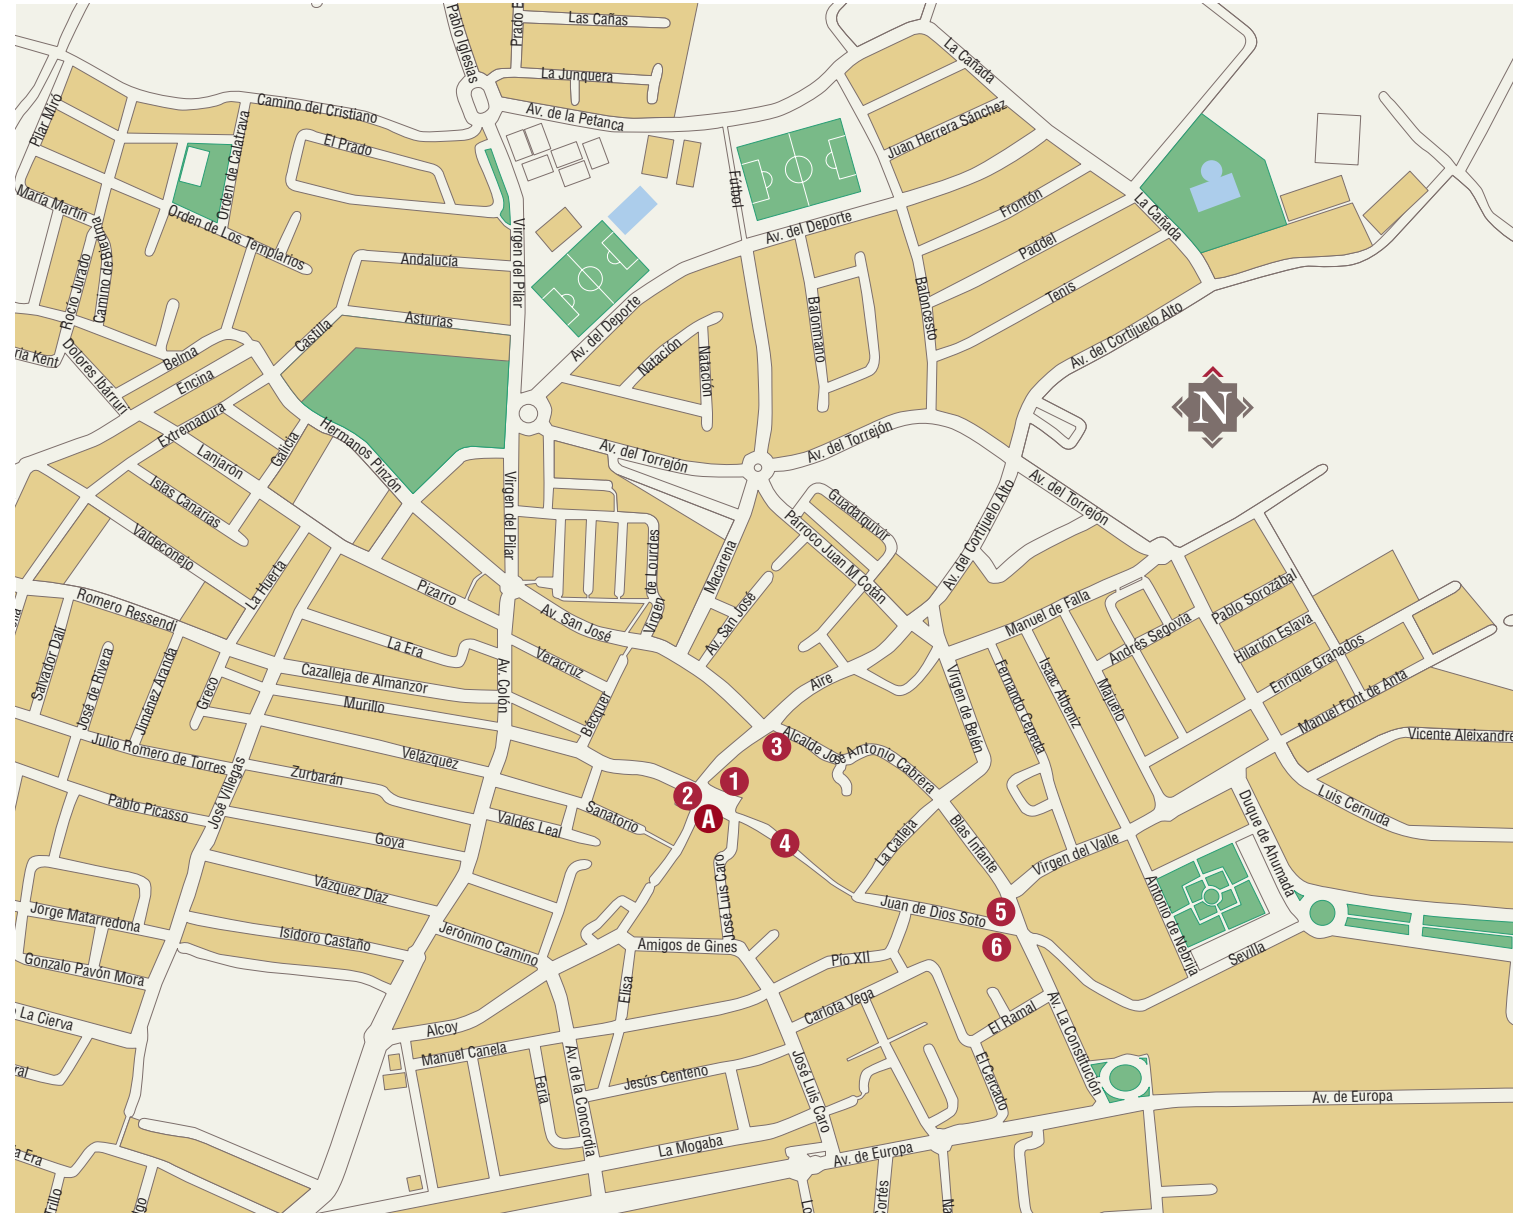 Las Cañas
Prado
Pablo Iglesias
La Junquera
La Cañada
Pilar Miró
Camino del Cristiano
Av. de la Petanca
Juan Herrera Sánchez
El Prado
Orden de Calatrava
Fútbol
María Martín
Orden de Los Templarios
Frontón
La Cañada
Av. del Deporte
Virgen del Pilar
Paddel
Andalucía
Camino de Albaida
Rocío Jurado
Tenis
Baloncesto
Balonmano
Asturias
Castilla
Av. del Deporte
Av. del Cortijuelo Alto
Natación
Natación
Belma
ria Kent
Dolores Ibárruri
Encina
N
Extremadura
Hermanos Pinzón
Galicia
Lanjarón
Av. del Torrejón
Av. del Torrejón
Islas Canarias
Virgen del Pilar
Guadalquivir
Av. del Torrejón
Av. del Cortijuelo Alto
Párroco Juan M Cotán
Valdeconejo
Macarena
Virgen de Lourdes
La Huerta
Pizarro
Romero Ressendi
Av. San José
Av. San José
Manuel de Falla
Pablo Sorozábal
Andrés Segovia
Hilarión Eslava
Enrique Granados
Manuel Font de Anta
La Era
Veracruz
Salvador Dalí
José de Rivera
Jiménez Aranda
Greco
Cazalleja de Almanzor
Av. Colón
Murillo
Bécquer
Aire
Virgen de Belén
Fernando Cepeda
Isaac Albeniz
Majuelo
Vicente Aleixandre
Julio Romero de Torres
Velázquez
3
Alcalde José Antonio Cabrera
Zurbarán
1
2
A
Pablo Picasso
José Villegas
Valdés Leal
Sanatorio
Luis Cernuda
Duque de Ahumada
Goya
4
La Calleja
Blas Infante
Virgen del Valle
Vázquez Díaz
Jose Luis Caro
Antonio de Nebrija
Juan de Dios Soto
5
6
Jorge Matarredona
Isidoro Castaño
Jerónimo Camino
Amigos de Gines
Sevilla
Pío XII
Gonzalo Pavón Mora
Elisa
Carlota Vega
La Cierva
Alcoy
El Ramal
Av. La Constitución
Manuel Canela
Av. de la Concordia
Feria
Jesús Centeno
José Luis Caro
El Cercado
Av. de Europa
La Mogaba
Av. de Europa
a Era